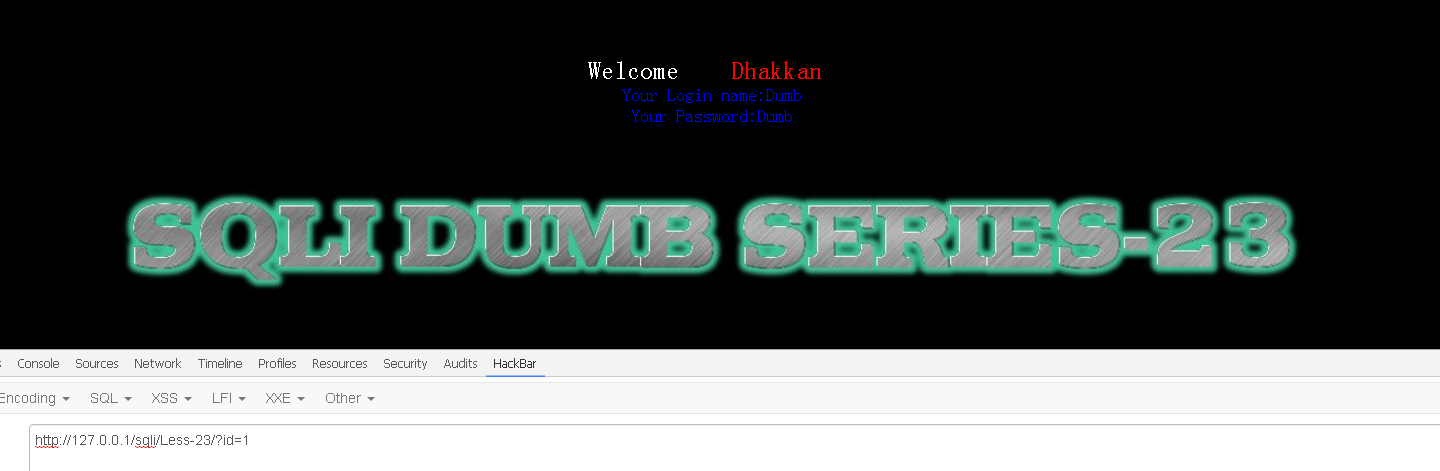 Welcome Dhakkan
Your Login name:Dumb
Your Password:Dumb
SQLI DUMB SERIES-23
Console Sources Network Timeline Profiles Resources Security Audits HackBar
Encoding SQL XSS LFI XXE Other
http://127.0.0.1/sqli/Less-23/?id=1